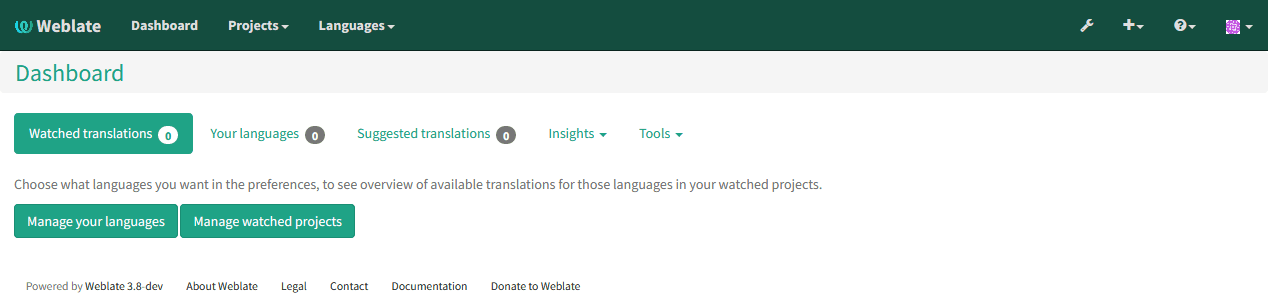 Weblate Dashboard Projects Languages
Dashboard
Watched translations 0 Your languages 0 Suggested translations 0 Insights Tools
Choose what languages you want in the preferences, to see overview of available translations for those languages in your watched projects.
Manage your languages Manage watched projects
Powered by Weblate 3.8-dev About Weblate Legal Contact Documentation Donate to Weblate